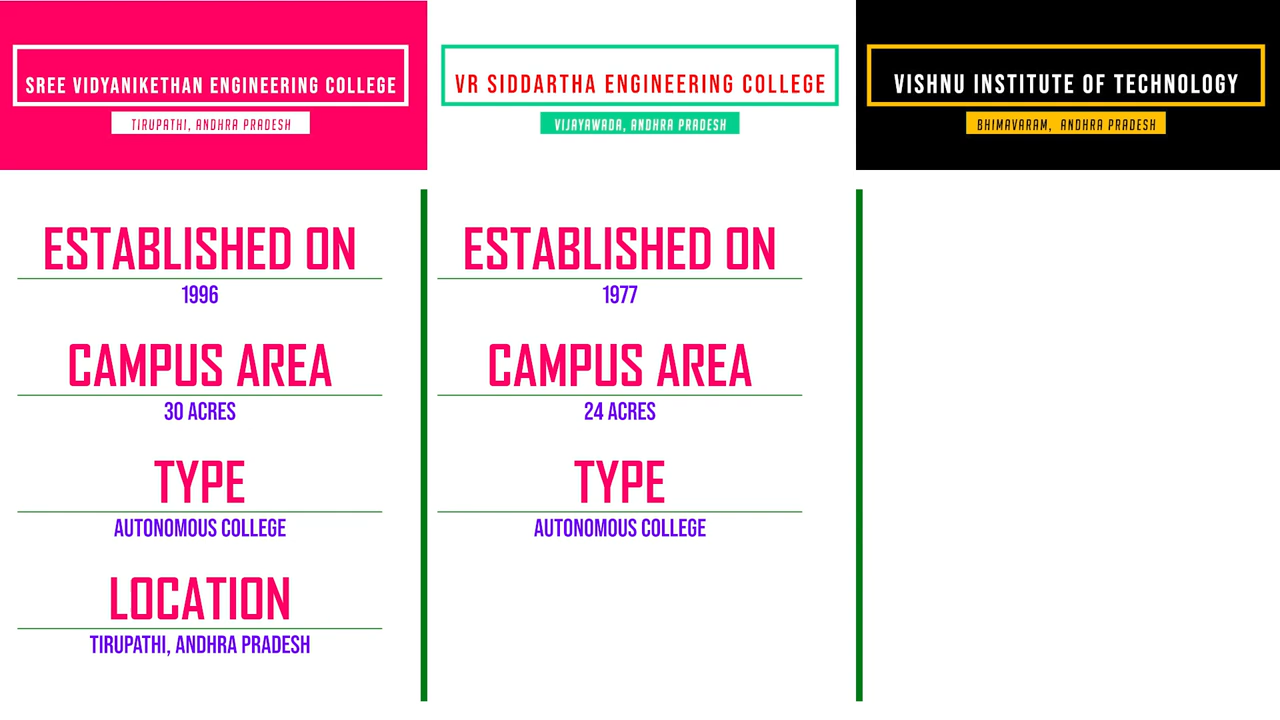 SREE VIDYANIKETHAN ENGINEERING COLLEGE
TIRUPATHI, ANDHRA PRADESH
VR SIDDARTHA ENGINEERING COLLEGE
VIJAYAWADA, ANDHRA PRADESH
VISHNU INSTITUTE OF TECHNOLOGY
BHIMAVARAM, ANDHRA PRADESH
ESTABLISHED ON
1996
CAMPUS AREA
30 ACRES
TYPE
AUTONOMOUS COLLEGE
LOCATION
TIRUPATHI, ANDHRA PRADESH
ESTABLISHED ON
1977
CAMPUS AREA
24 ACRES
TYPE
AUTONOMOUS COLLEGE